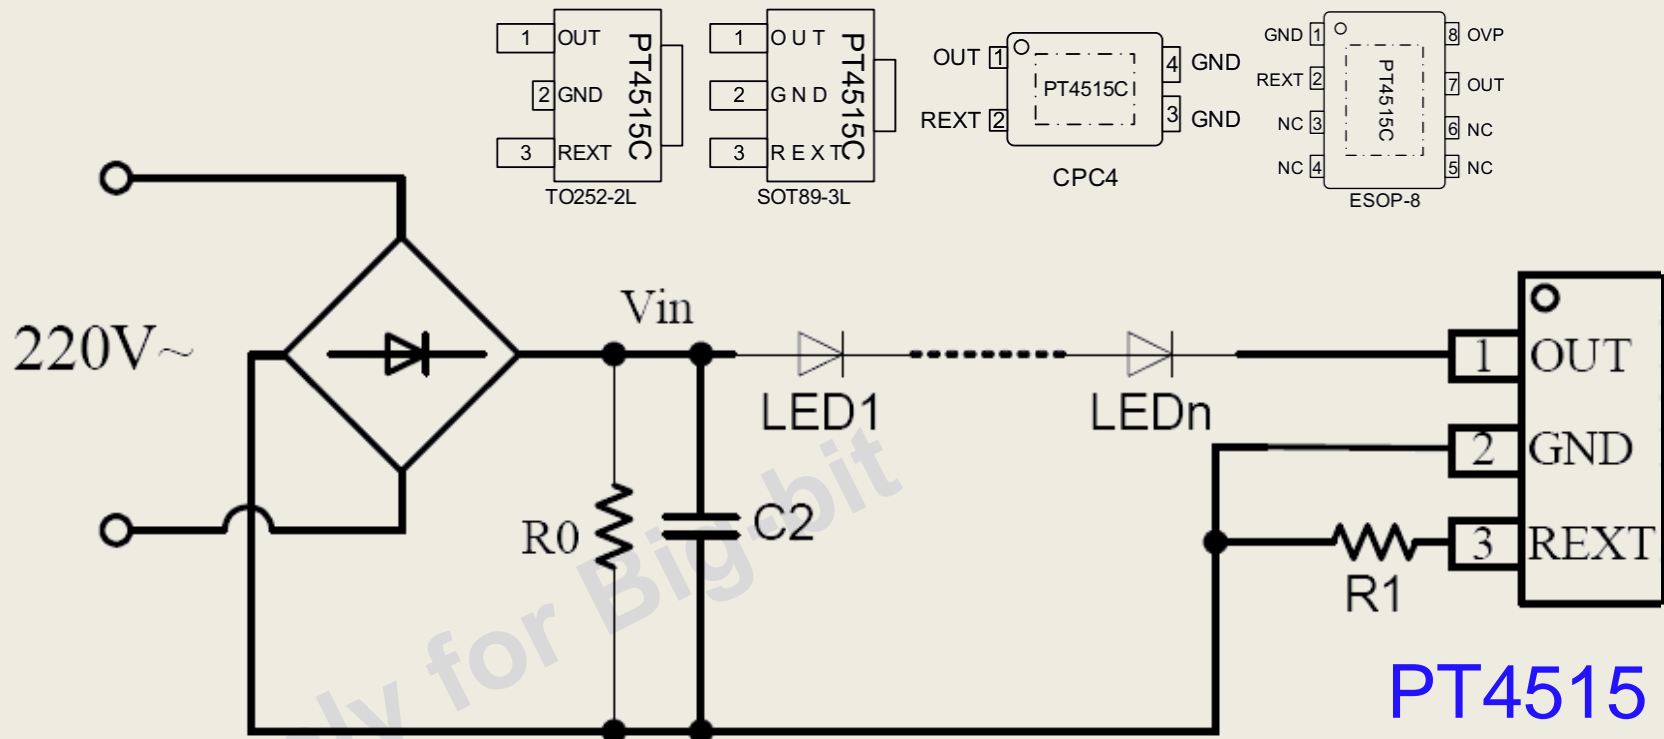 1 OUT
2 GND
3 REXT
PT4515C
TO252-2L
1 OUT
2 GND
3 REXT
PT4515C
SOT89-3L
OUT 1
REXT 2
PT4515C
4 GND
3 GND
CPC4
GND 1
REXT 2
NC 3
NC 4
PT4515C
8 OVP
7 OUT
6 NC
5 NC
ESOP-8
220V~
Vin
LED1
LEDn
R0
C2
R1
1 OUT
2 GND
3 REXT
PT4515
for Big-bit